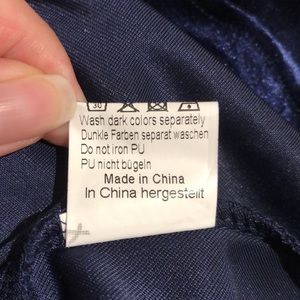 30
Wash dark colors separately
Dunkle Farben separat waschen
Do not iron PU
PU nicht bügeln
Made in China
In China hergestellt